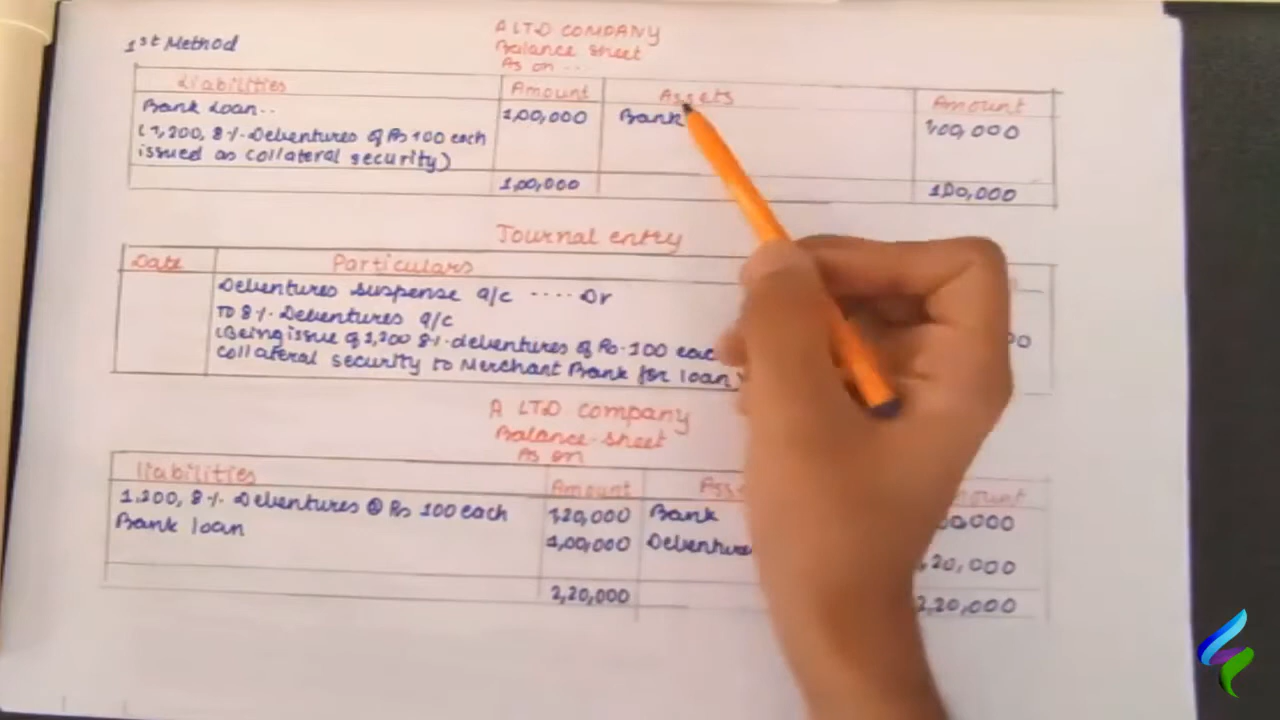 1st Method
A LTD COMPANY
Balance sheet
As on ...
Liabilities Amount Assets Amount
Bank Loan.. 1,00,000 Bank 1,00,000
(1,200, 8%. Debentures of Rs 100 each
issued as collateral security)
1,00,000 1,00,000
Journal entry
Date Particulars
Debentures suspense a/c .... Dr
To 8%. Debentures a/c
(Being issue of 1,200 8%. debentures of Rs. 100 each
collateral security to Merchant Bank for loan)
A LTD Company
Balance-sheet
As on
liabilities Amount
1,200, 8%. Debentures @ Rs 100 each 1,20,000 Bank
Bank loan 1,00,000
2,20,000 2,20,000